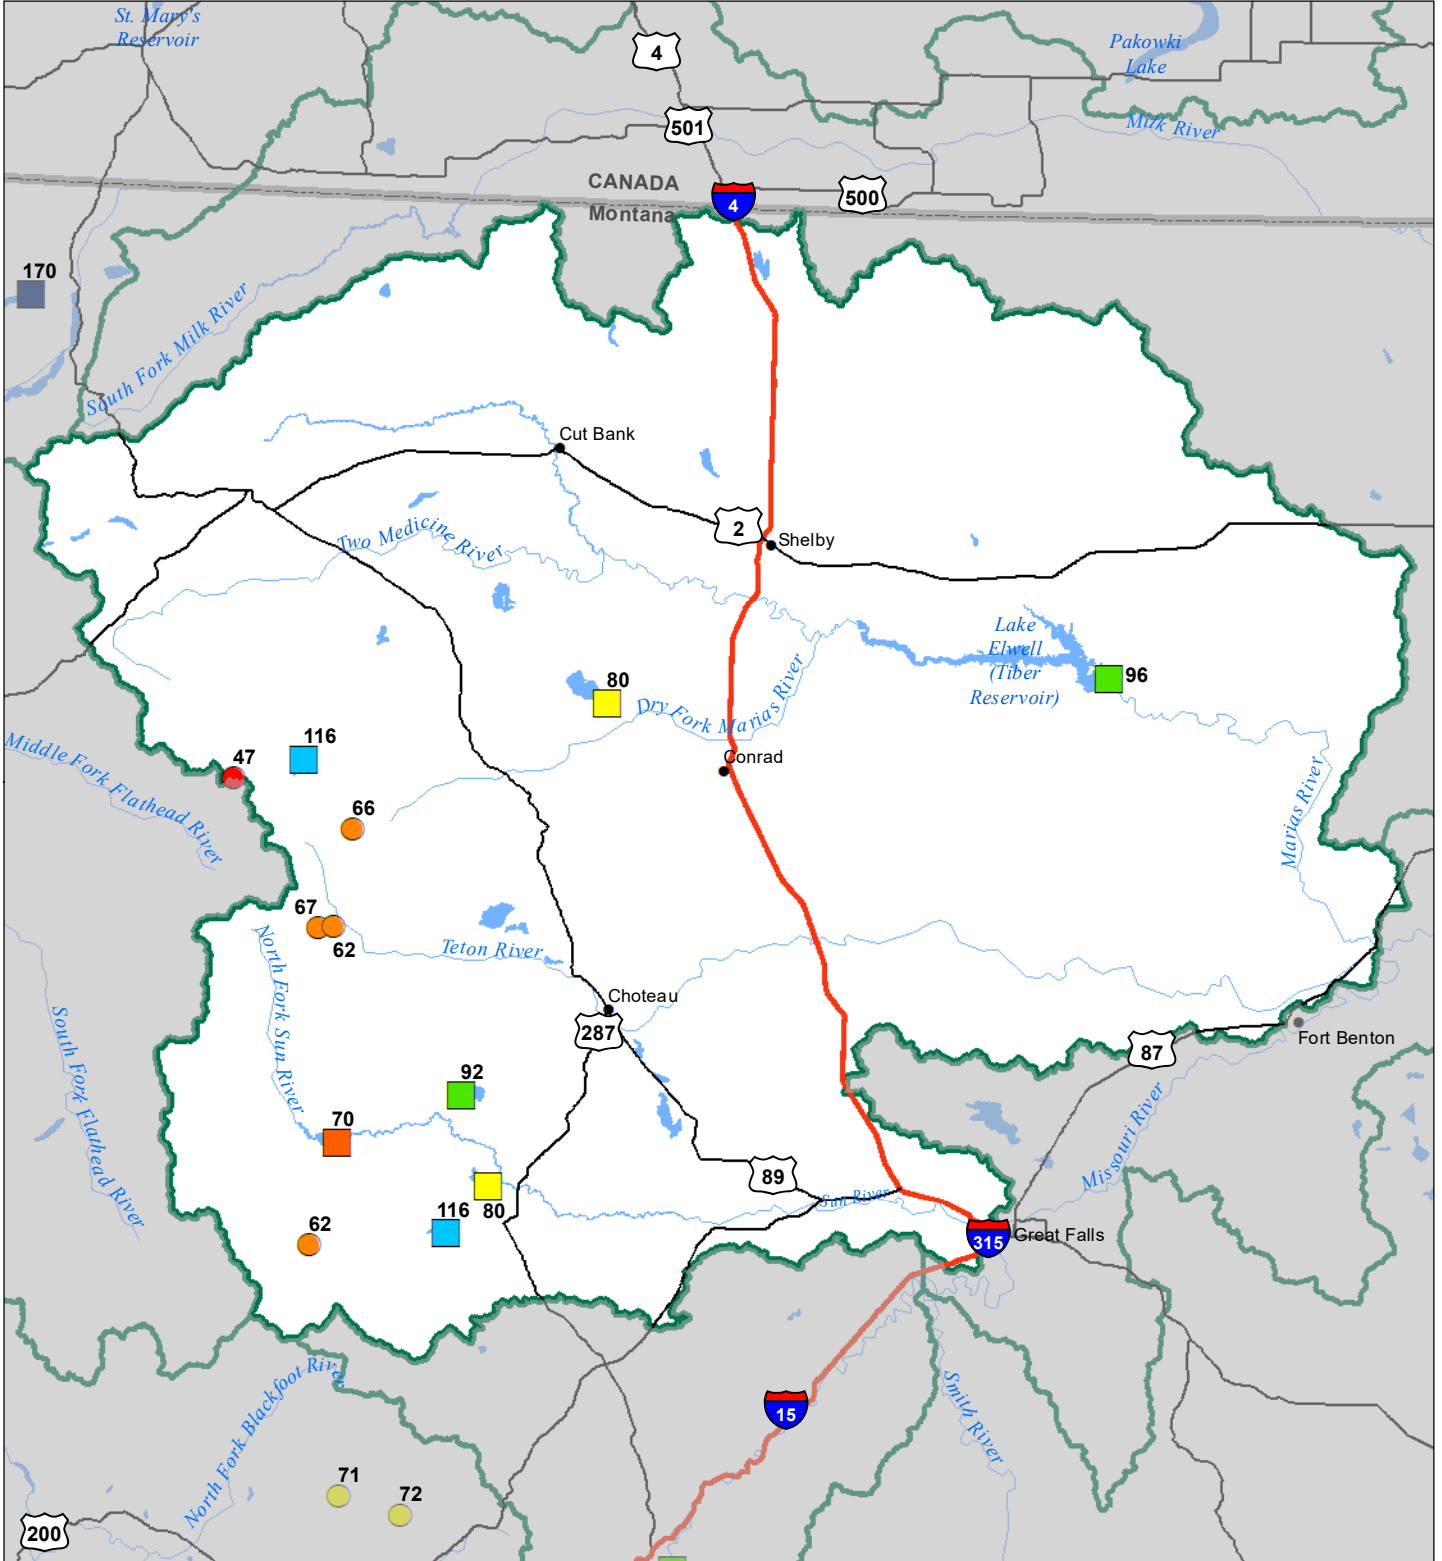 St. Mary's
Reservoir
4
Pakowki
Lake
501
Milk River
CANADA
4
500
Montana
170
South Fork Milk River
Cut Bank
2
Shelby
Two Medicine River
Lake
Elwell
(Tiber
Reservoir)
96
80
Dry Fork Marias River
Middle Fork Flathead River
116
47
Conrad
66
Marias River
67
62
North Fork Sun River
Teton River
Choteau
287
South Fork Flathead River
Fort Benton
87
92
70
Missouri River
89
80
116
Sun River
62
315
Great Falls
North Fork Blackfoot River
15
Smith River
71
72
200